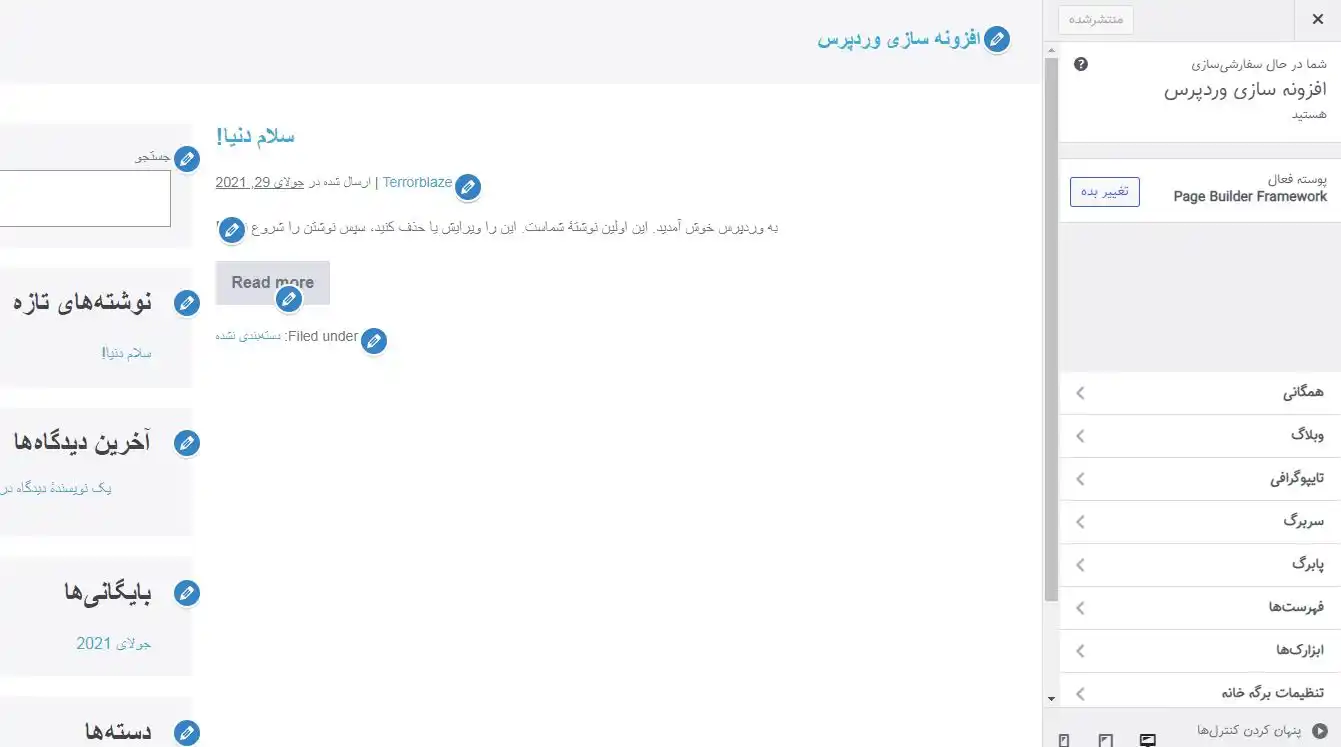 منتشرشده
شما در حال سفارشی‌سازی
افزونه سازی وردپرس
هستید
پوسته فعال
Page Builder Framework
تغییر بده
همگانی
وبلاگ
تایپوگرافی
سربرگ
پابرگ
فهرست‌ها
ابزارک‌ها
تنظیمات برگه خانه
پنهان کردن کنترل‌ها
افزونه سازی وردپرس
سلام دنیا!
Terrorblaze | ارسال شده در جولای 29, 2021
به وردپرس خوش آمدید. این اولین نوشتهٔ شماست. این را ویرایش یا حذف کنید، سپس نوشتن را شروع
Read more
Filed under: دسته‌بندی نشده
جستجو
نوشته‌های تازه
سلام دنیا!
آخرین دیدگاه‌ها
یک نویسندهٔ دیدگاه در
بایگانی‌ها
جولای 2021
دسته‌ها